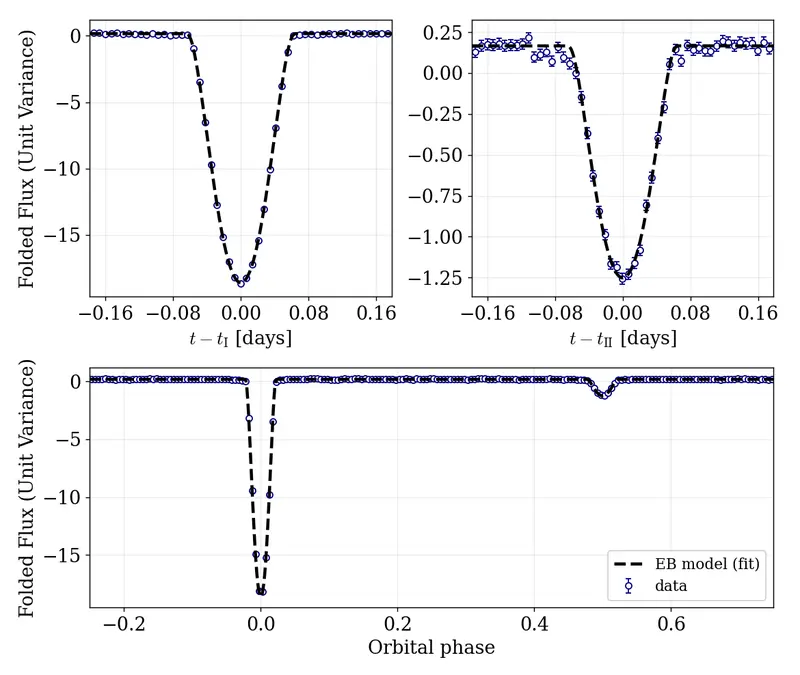 Folded Flux (Unit Variance)
0
−5
−10
−15
−0.16 −0.08 0.00 0.08 0.16
t − t_I [days]
0.25
0.00
−0.25
−0.50
−0.75
−1.00
−1.25
−0.16 −0.08 0.00 0.08 0.16
t − t_II [days]
Folded Flux (Unit Variance)
0
−5
−10
−15
EB model (fit)
data
−0.2 0.0 0.2 0.4 0.6
Orbital phase